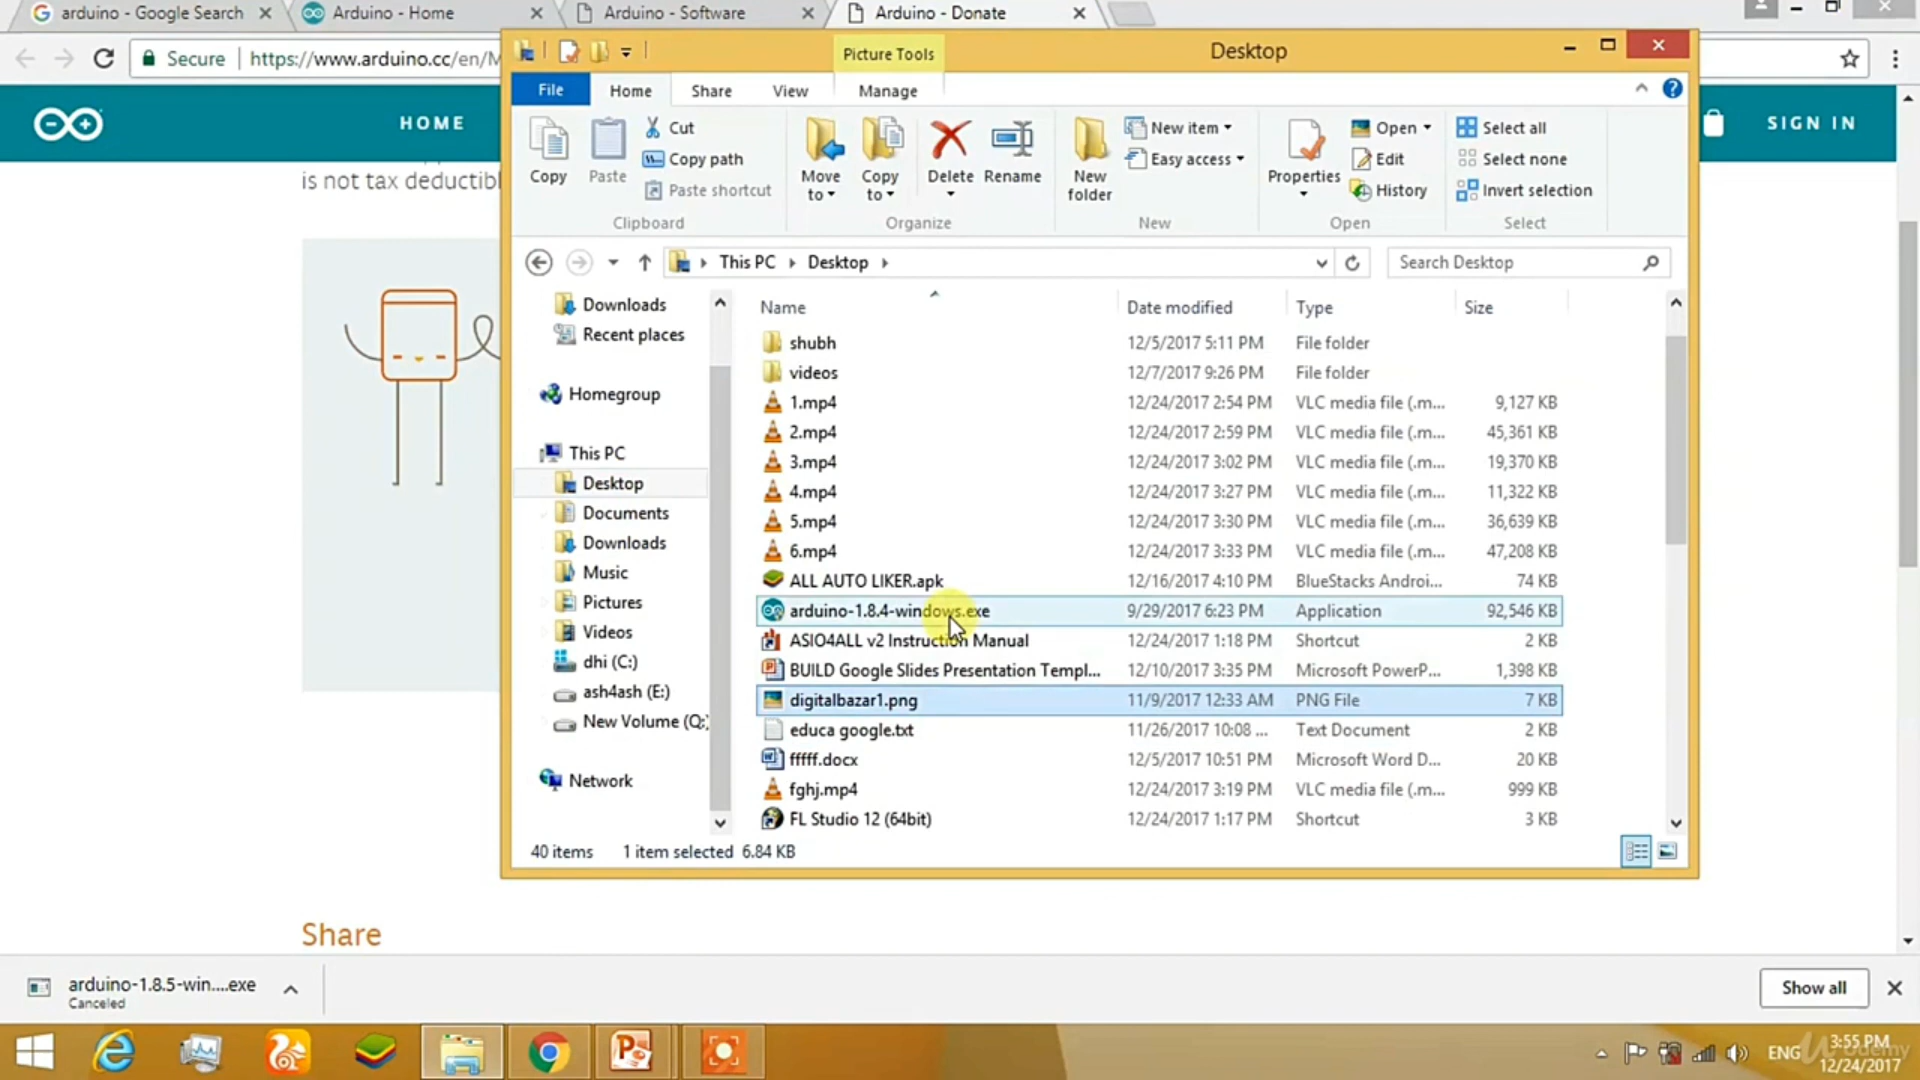 arduino - Google Search
Arduino - Home
Arduino - Software
Arduino - Donate
Secure
https://www.arduino.cc/en/M
HOME
SIGN IN
is not tax deductibl
Share
Picture Tools
Desktop
File
Home
Share
View
Manage
Copy
Paste
Cut
Copy path
Paste shortcut
Clipboard
Move to
Copy to
Delete
Rename
Organize
New folder
New item
Easy access
New
Properties
Open
Edit
History
Open
Select all
Select none
Invert selection
Select
This PC
Desktop
Search Desktop
Downloads
Recent places
Homegroup
This PC
Desktop
Documents
Downloads
Music
Pictures
Videos
dhi (C:)
ash4ash (E:)
New Volume (Q:)
Network
Name Date modified Type Size
shubh 12/5/2017 5:11 PM File folder
videos 12/7/2017 9:26 PM File folder
1.mp4 12/24/2017 2:54 PM VLC media file (.m... 9,127 KB
2.mp4 12/24/2017 2:59 PM VLC media file (.m... 45,361 KB
3.mp4 12/24/2017 3:02 PM VLC media file (.m... 19,370 KB
4.mp4 12/24/2017 3:27 PM VLC media file (.m... 11,322 KB
5.mp4 12/24/2017 3:30 PM VLC media file (.m... 36,639 KB
6.mp4 12/24/2017 3:33 PM VLC media file (.m... 47,208 KB
ALL AUTO LIKER.apk 12/16/2017 4:10 PM BlueStacks Androi... 74 KB
arduino-1.8.4-windows.exe 9/29/2017 6:23 PM Application 92,546 KB
ASIO4ALL v2 Instruction Manual 12/24/2017 1:18 PM Shortcut 2 KB
BUILD Google Slides Presentation Templ... 12/10/2017 3:35 PM Microsoft PowerP... 1,398 KB
digitalbazar1.png 11/9/2017 12:33 AM PNG File 7 KB
educa google.txt 11/26/2017 10:08 ... Text Document 2 KB
fffff.docx 12/5/2017 10:51 PM Microsoft Word D... 20 KB
fghj.mp4 12/24/2017 3:19 PM VLC media file (.m... 999 KB
FL Studio 12 (64bit) 12/24/2017 1:17 PM Shortcut 3 KB
40 items 1 item selected 6.84 KB
arduino-1.8.5-win....exe
Canceled
Show all
ENG
3:55 PM
12/24/2017
Udemy